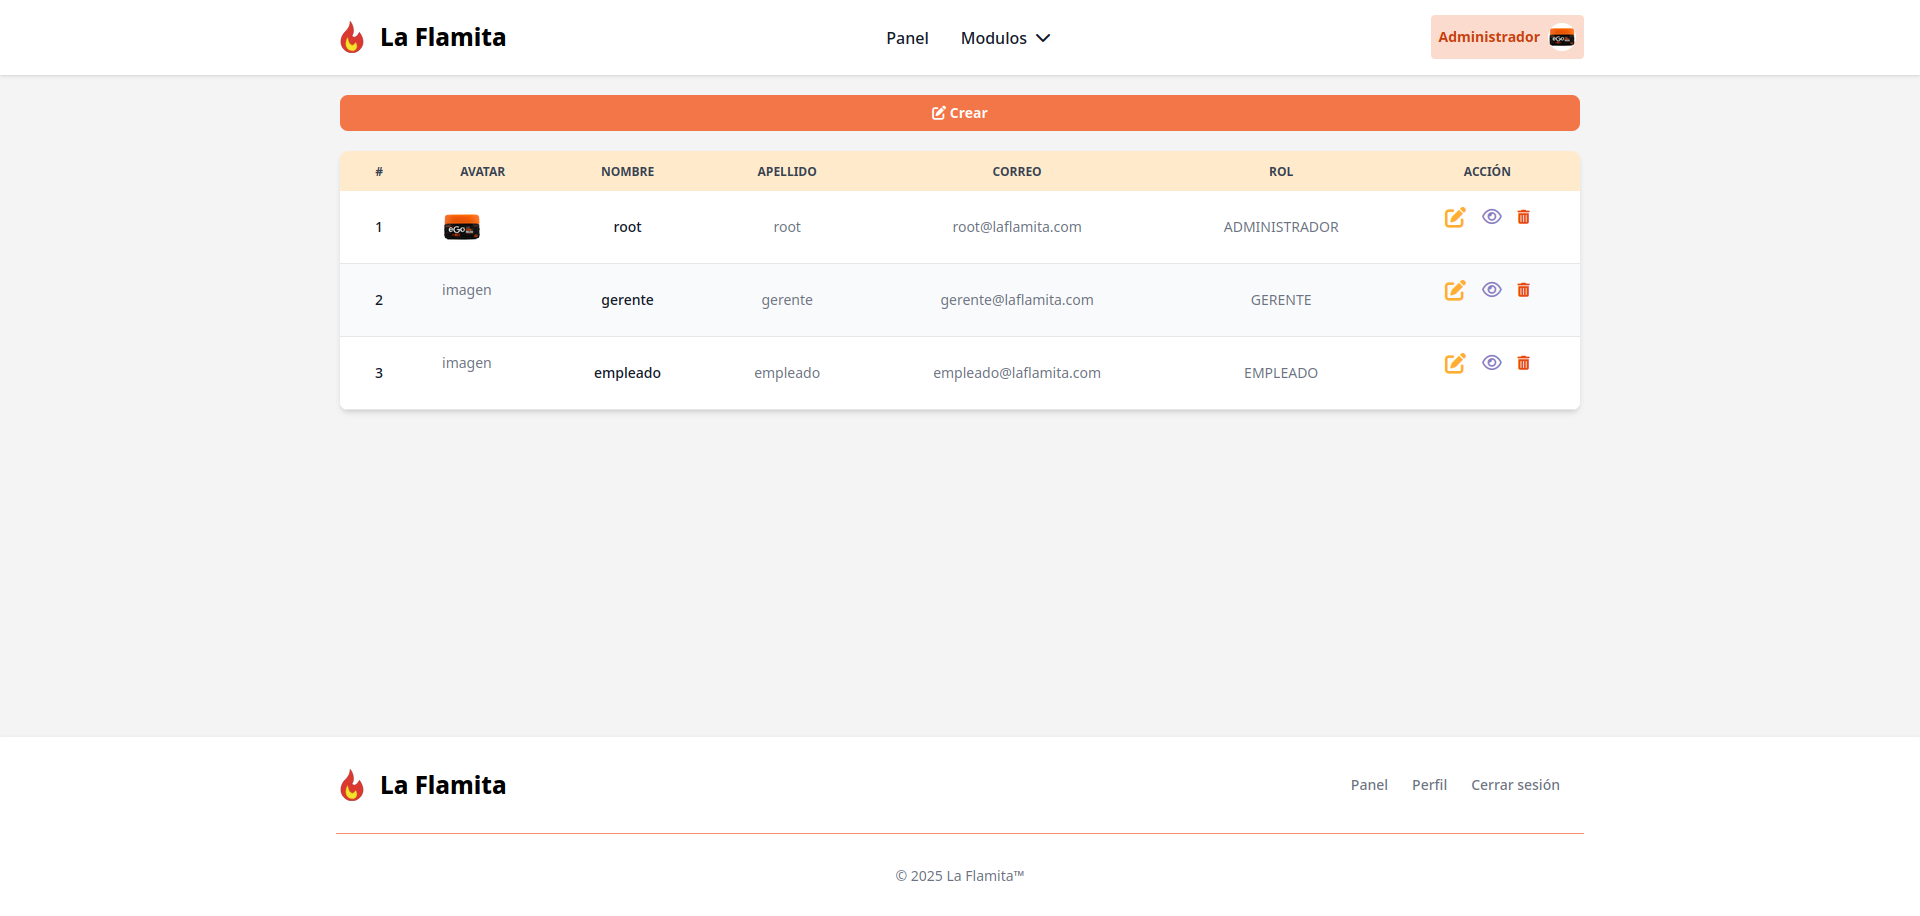 La Flamita
Panel Modulos
Administrador
Crear
# AVATAR NOMBRE APELLIDO CORREO ROL ACCIÓN
1 eGo root root root@laflamita.com ADMINISTRADOR
2 imagen gerente gerente gerente@laflamita.com GERENTE
3 imagen empleado empleado empleado@laflamita.com EMPLEADO
La Flamita
Panel Perfil Cerrar sesión
© 2025 La Flamita™